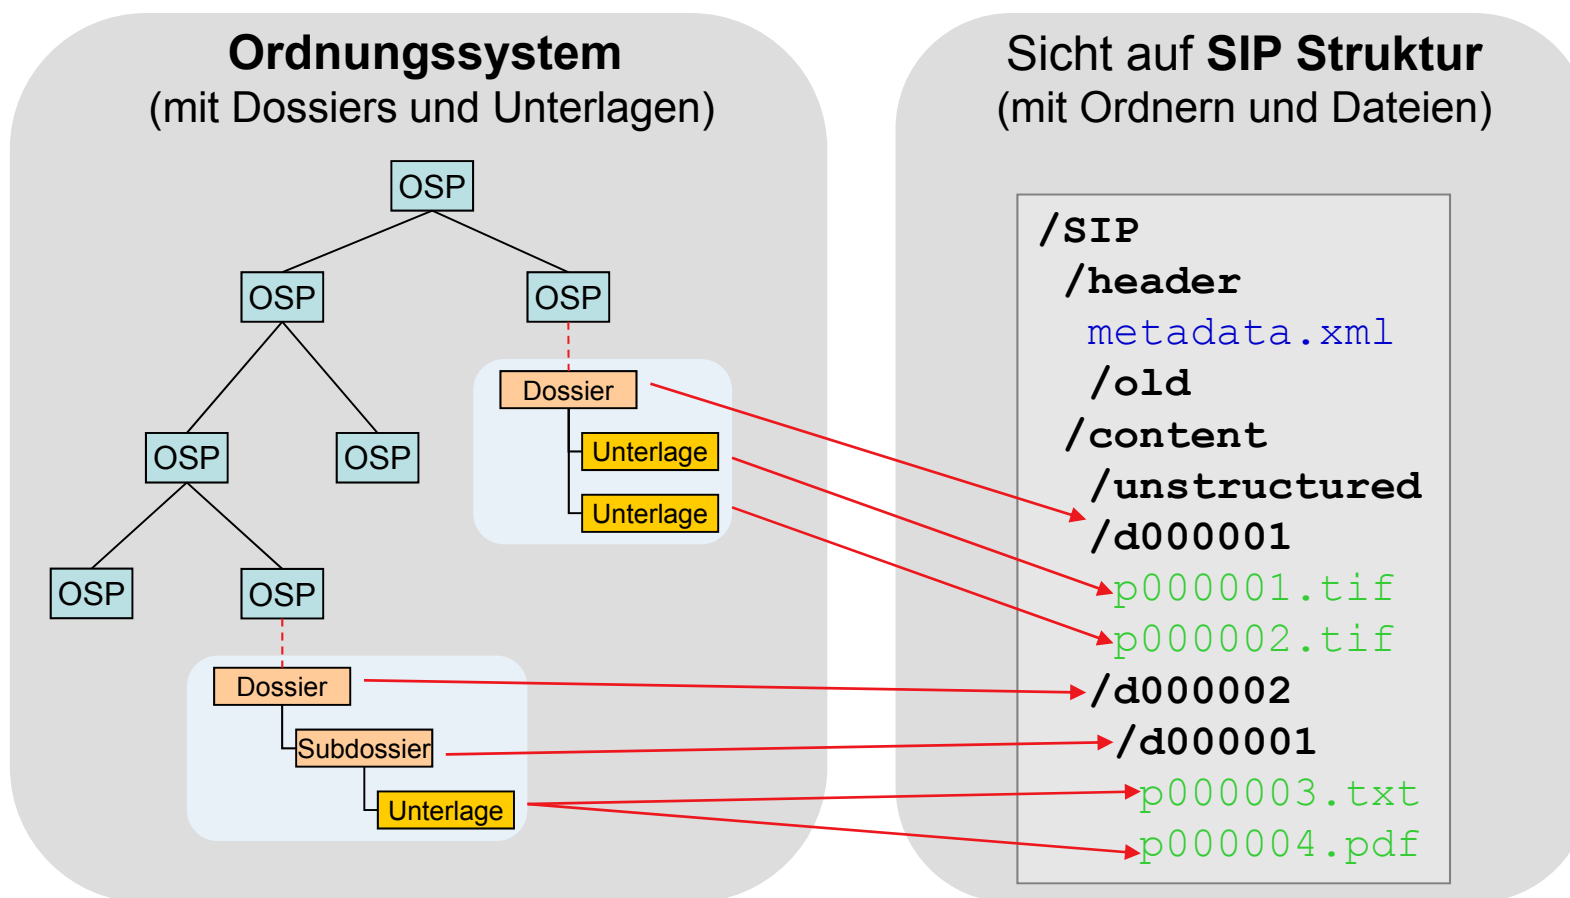 Ordnungssystem
(mit Dossiers und Unterlagen)
OSP
OSP
OSP
Dossier
Unterlage
Unterlage
OSP
OSP
OSP
OSP
Dossier
Subdossier
Unterlage
Sicht auf SIP Struktur
(mit Ordnern und Dateien)
/SIP
/header
metadata.xml
/old
/content
/unstructured
/d000001
p000001.tif
p000002.tif
/d000002
/d000001
p000003.txt
p000004.pdf